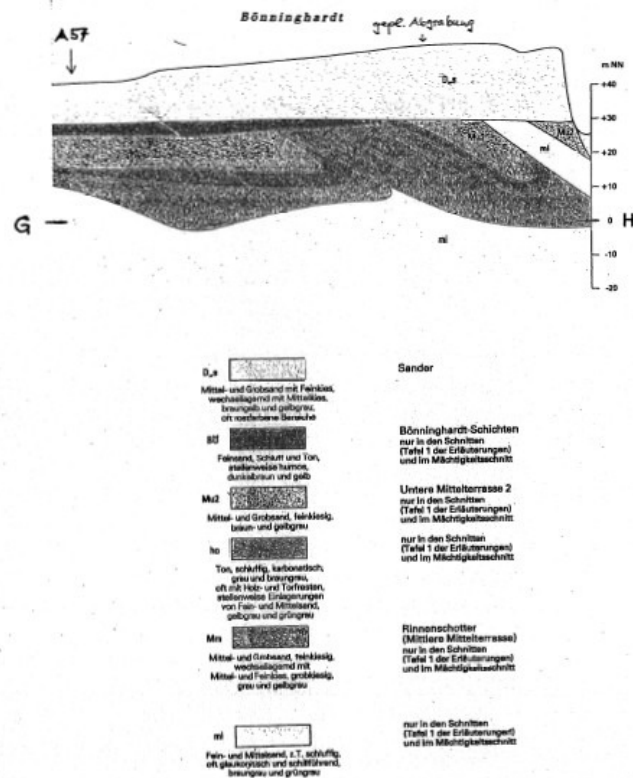 Bönninghardt
gepl. Abgrabung
A57
m NN
+40
+30
+20
+10
0
-10
-20
G
H
Mu2
Mu2
mi
mi
Sander
Mittel- und Grobsand mit Feinkies,
wechsellagernd mit Mittelkies,
braungelb und gelbgrau,
oft rostfarbene Bereiche
Bönninghardt-Schichten
nur in den Schnitten
(Tafel 1 der Erläuterungen)
und im Mächtigkeitsschnitt
Feinsand, Schluff und Ton,
stellenweise humos,
dunkelbraun und gelb
Mu2
Untere Mittelterrasse 2
nur in den Schnitten
(Tafel 1 der Erläuterungen)
und im Mächtigkeitsschnitt
Mittel- und Grobsand, feinkiesig,
braun- und gelbgrau
ho
nur in den Schnitten
(Tafel 1 der Erläuterungen)
und im Mächtigkeitsschnitt
Ton, schluffig, karbonatisch,
grau und braungrau,
oft mit Holz- und Torfresten,
stellenweise Einlagerungen
von Fein- und Mittelsand,
gelbgrau und grüngrau
Mm
Rinnenschotter
(Mittlere Mittelterrasse)
nur in den Schnitten
(Tafel 1 der Erläuterungen)
und im Mächtigkeitsschnitt
Mittel- und Grobsand, feinkiesig,
wechsellagernd mit
Mittel- und Feinkies, grobkiesig,
grau und gelbgrau
mi
nur in den Schnitten
(Tafel 1 der Erläuterungen)
und im Mächtigkeitsschnitt
Fein- und Mittelsand, z.T. schluffig,
oft glaukonitisch und schillführend,
braungrau und grüngrau